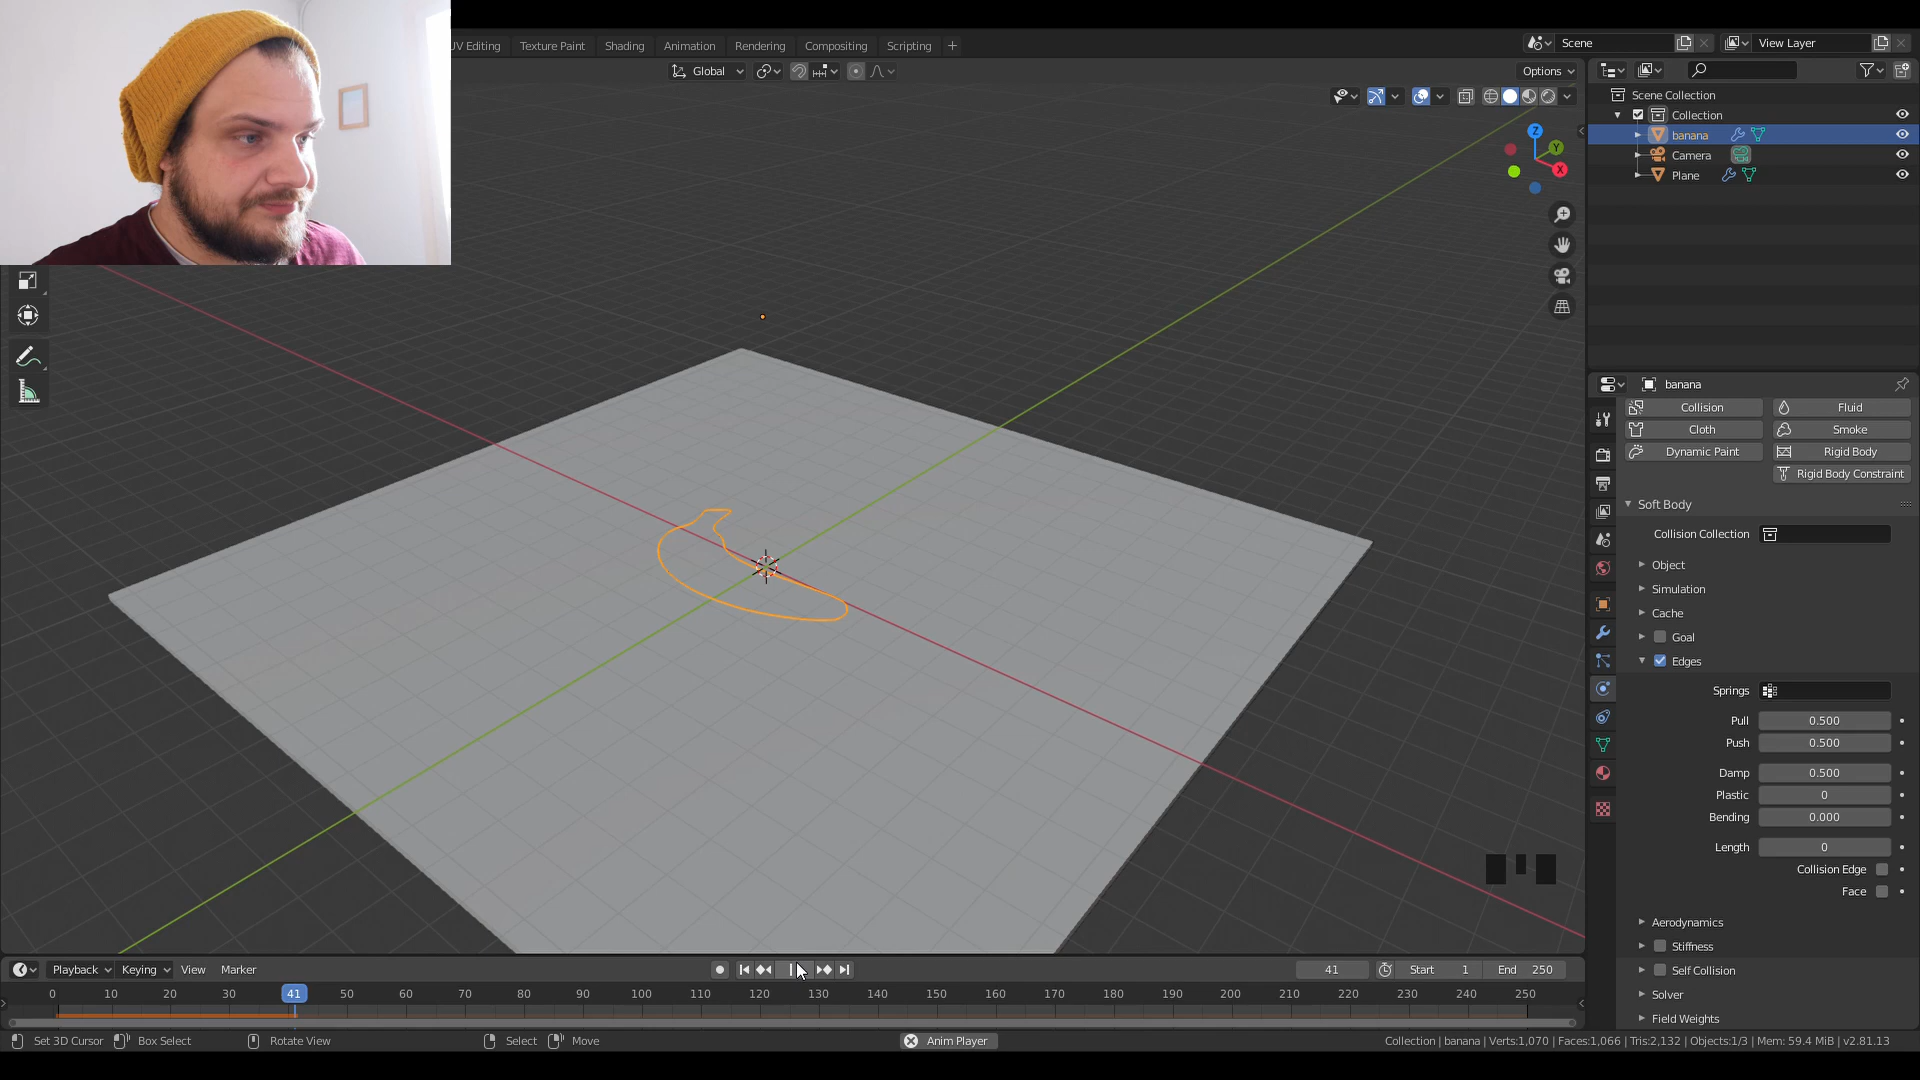 UV Editing Texture Paint Shading Animation Rendering Compositing Scripting
Scene View Layer
Global Options
Scene Collection
Collection
banana
Camera
Plane
Z
Y
X
banana
Collision Fluid
Cloth Smoke
Dynamic Paint Rigid Body
Rigid Body Constraint
Soft Body
Collision Collection
Object
Simulation
Cache
Goal
Edges
Springs
Pull 0.500
Push 0.500
Damp 0.500
Plastic 0
Bending 0.000
Length 0
Collision Edge
Face
Aerodynamics
Stiffness
Self Collision
Solver
Field Weights
Playback Keying View Marker 41 Start 1 End 250
0 10 20 30 41 50 60 70 80 90 100 110 120 130 140 150 160 170 180 190 200 210 220 230 240 250
Set 3D Cursor Box Select Rotate View Select Move Anim Player Collection | banana | Verts:1,070 | Faces:1,066 | Tris:2,132 | Objects:1/3 | Mem: 59.4 MiB | v2.81.13